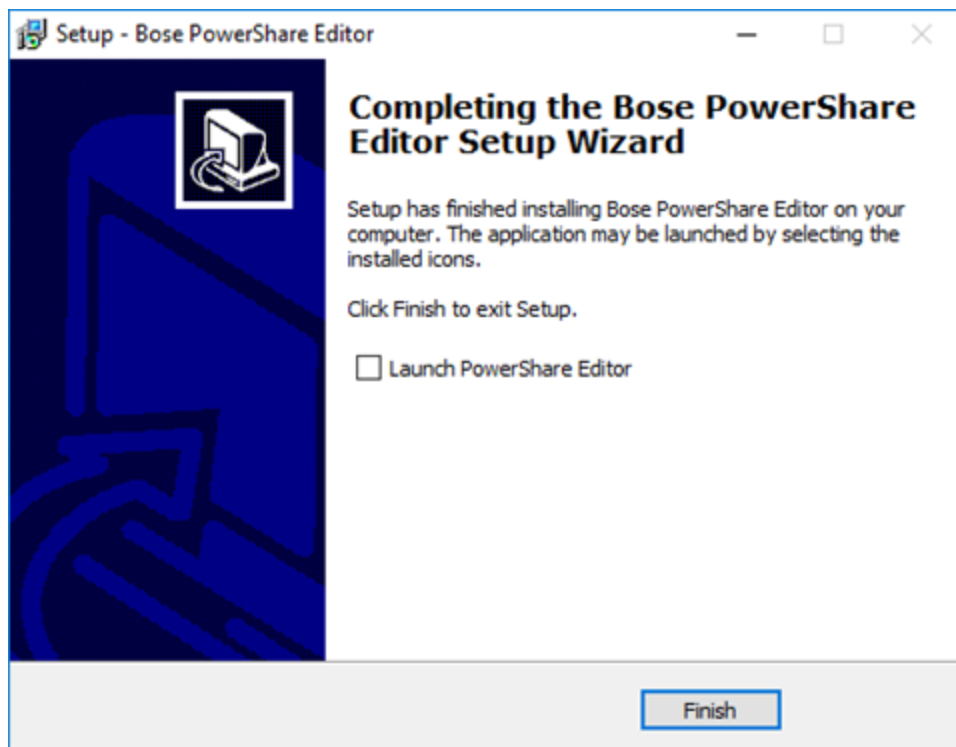 Setup - Bose PowerShare Editor
Completing the Bose PowerShare
Editor Setup Wizard
Setup has finished installing Bose PowerShare Editor on your
computer. The application may be launched by selecting the
installed icons.
Click Finish to exit Setup.
Launch PowerShare Editor
Finish